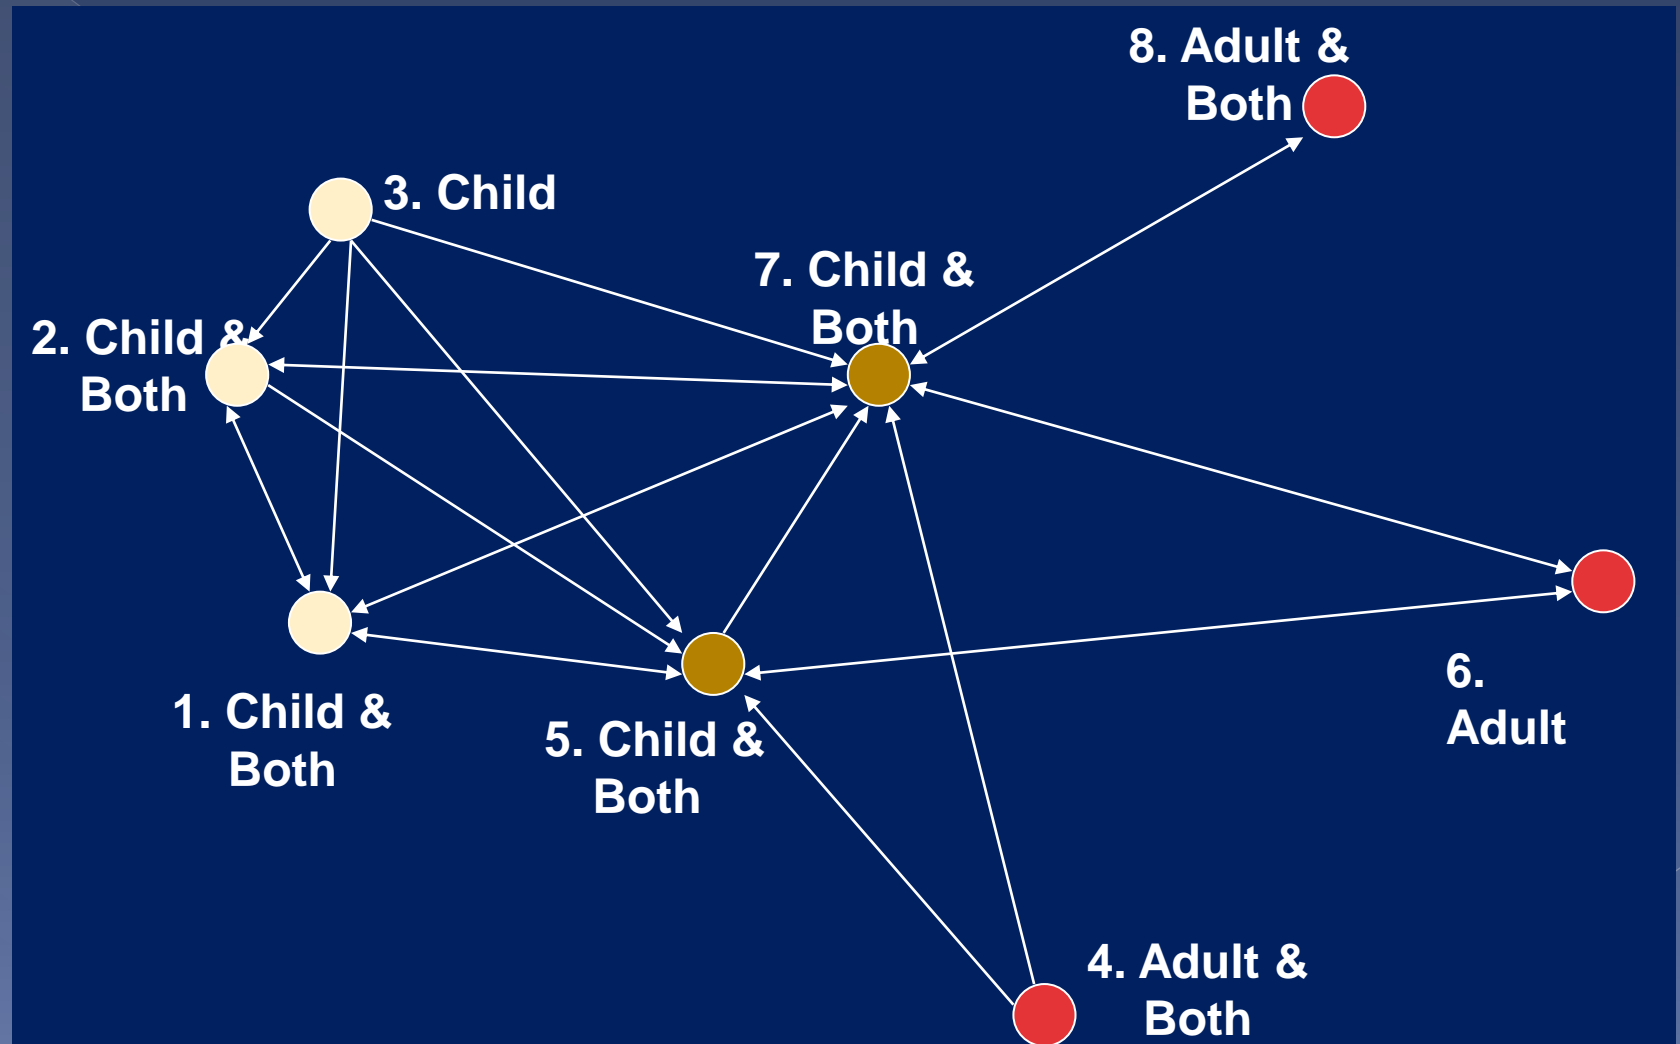 8. Adult &
Both
3. Child
7. Child &
Both
2. Child &
Both
6.
Adult
1. Child &
Both
5. Child &
Both
4. Adult &
Both